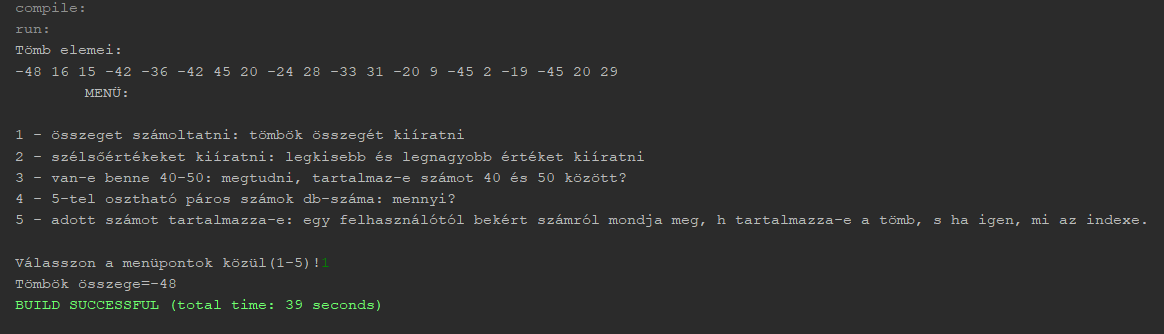 compile:
run:
Tömb elemei:
-48 16 15 -42 -36 -42 45 20 -24 28 -33 31 -20 9 -45 2 -19 -45 20 29
MENÜ:
1 - összeget számoltatni: tömbök összegét kiíratni
2 - szélsőértékeket kiíratni: legkisebb és legnagyobb értéket kiíratni
3 - van-e benne 40-50: megtudni, tartalmaz-e számot 40 és 50 között?
4 - 5-tel osztható páros számok db-száma: mennyi?
5 - adott számot tartalmazza-e: egy felhasználótól bekért számról mondja meg, h tartalmazza-e a tömb, s ha igen, mi az indexe.
Válasszon a menüpontok közül(1-5)!1
Tömbök összege=-48
BUILD SUCCESSFUL (total time: 39 seconds)